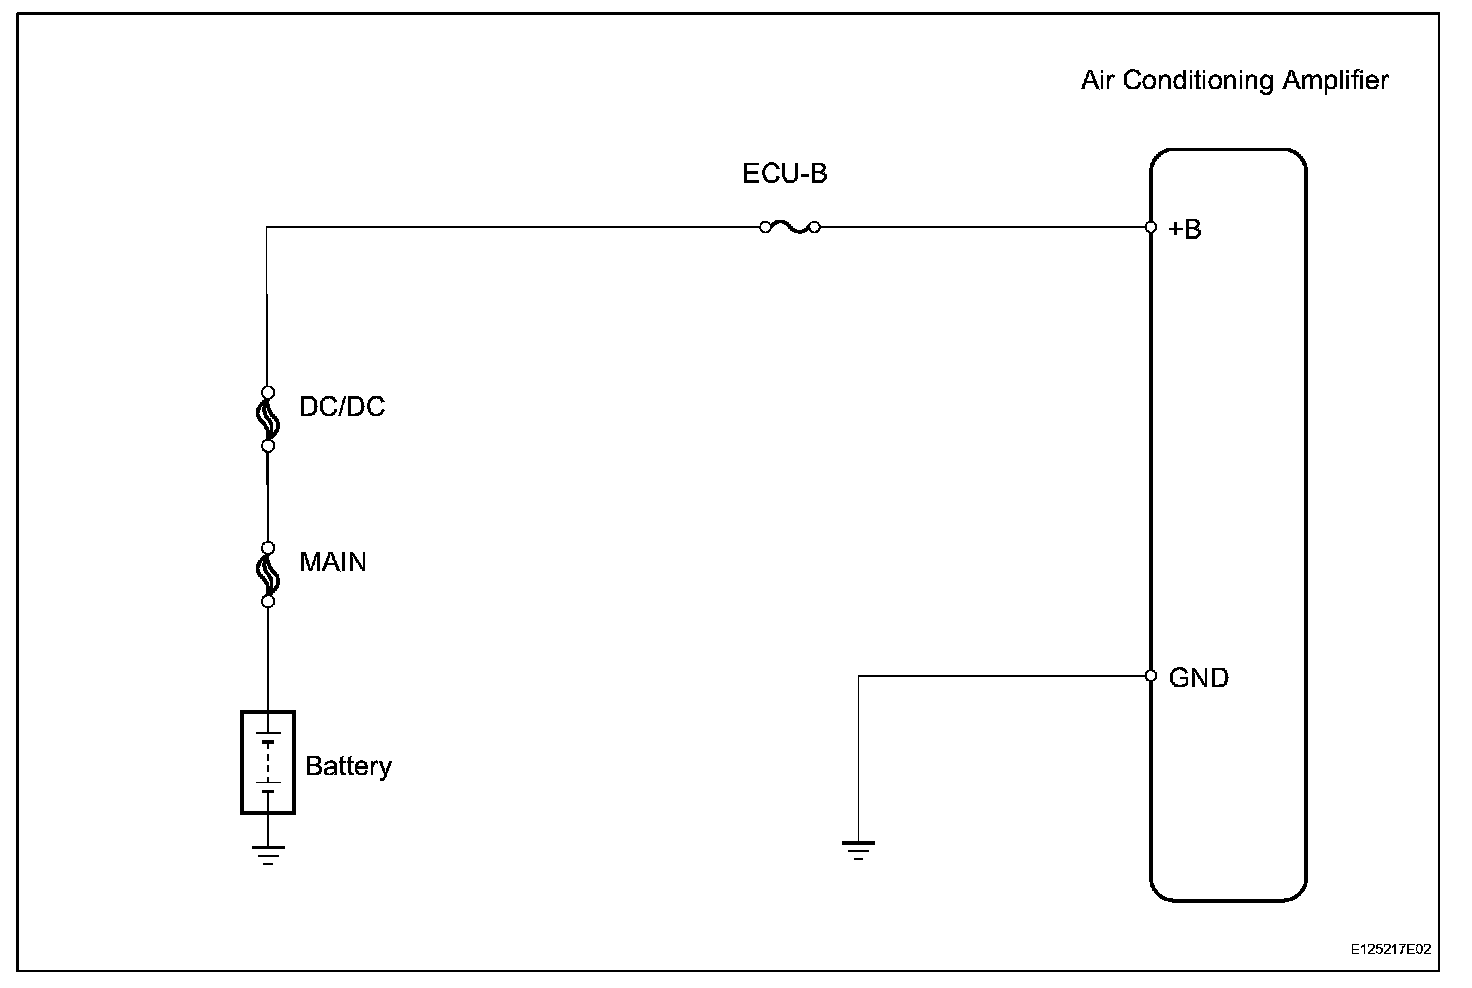 Air Conditioning Amplifier
ECU-B
+B
DC/DC
MAIN
GND
Battery
E125217E02